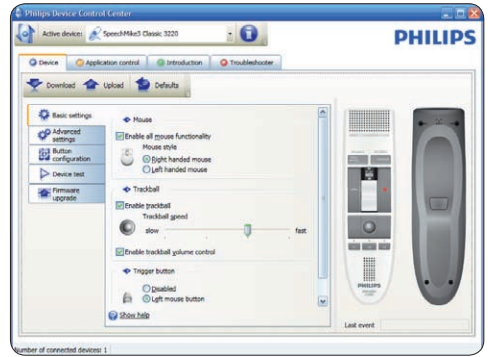 Philips Device Control Center
Active device: SpeechMike3 Classic 3220
PHILIPS
Device Application control Introduction Troubleshooter
Download Upload Defaults
Basic settings
Advanced settings
Button configuration
Device test
Firmware upgrade
Mouse
Enable all mouse functionality
Mouse style
Right handed mouse
Left handed mouse
Trackball
Enable trackball
Trackball speed
slow fast
Enable trackball volume control
Trigger button
Disabled
Left mouse button
Show help
PHILIPS
Last event
Number of connected devices: 1